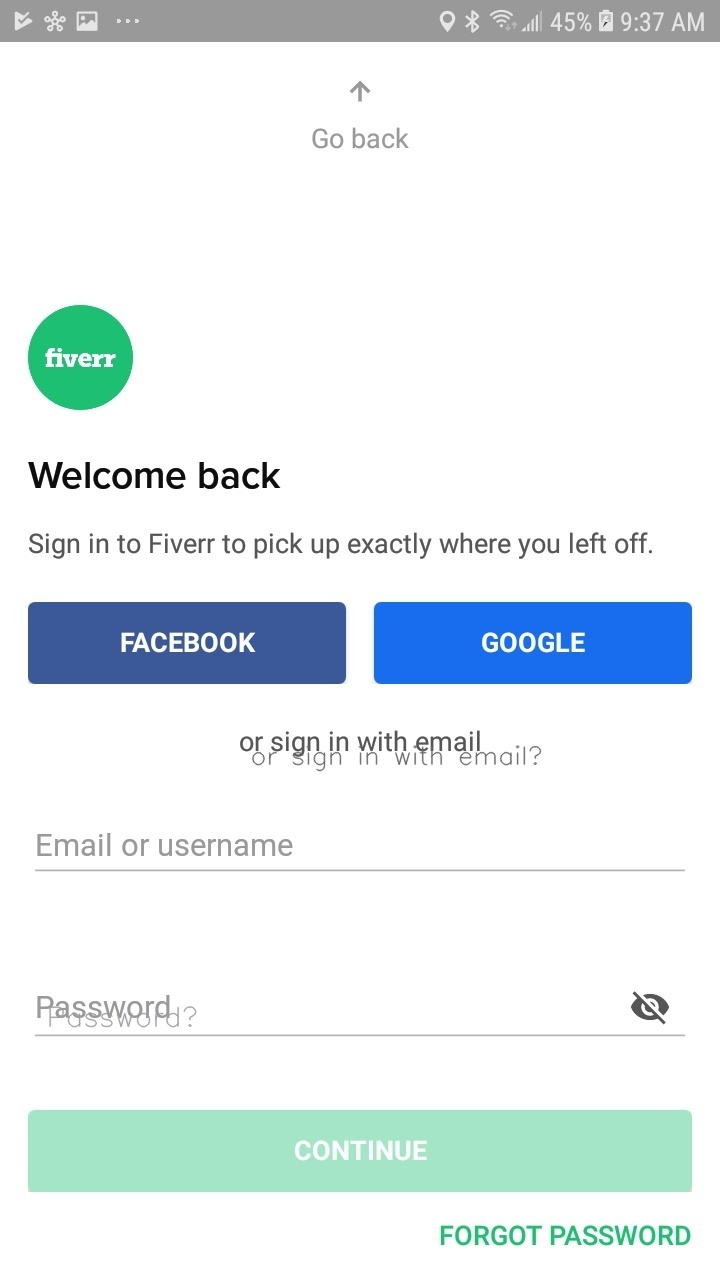 45% 9:37 AM
Go back
fiverr
Welcome back
Sign in to Fiverr to pick up exactly where you left off.
FACEBOOK GOOGLE
or sign in with email
or sign in with email?
Email or username
Password
Password?
CONTINUE
FORGOT PASSWORD